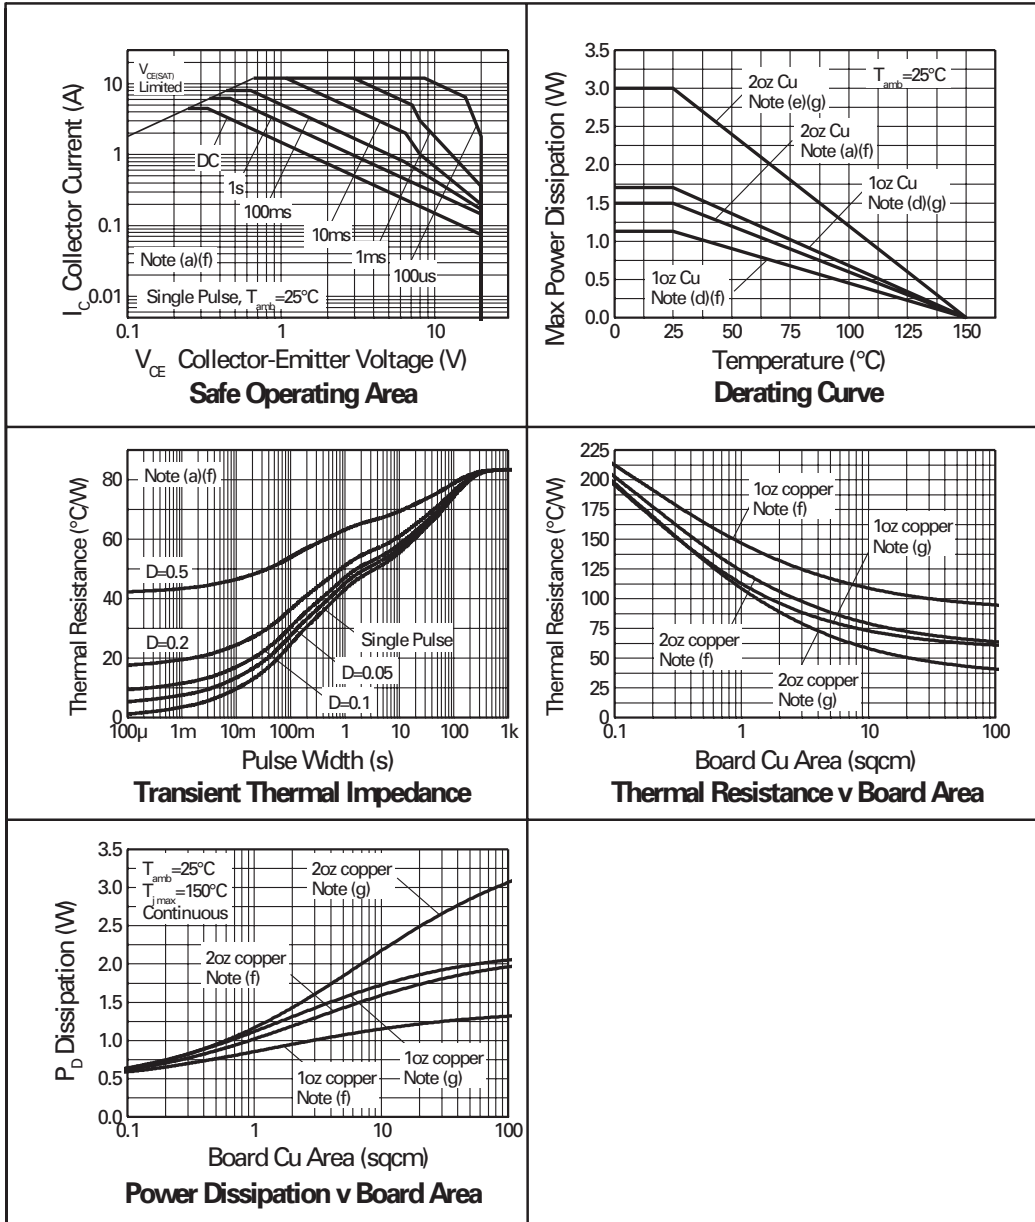 V CE(SAT)
Limited
10
1
0.1
0.01
DC
1s
100ms
10ms
1ms
100us
Note (a)(f)
Single Pulse, T amb =25°C
0.1 1 10
I C Collector Current (A)
V CE Collector-Emitter Voltage (V)
Safe Operating Area
3.5
3.0
2.5
2.0
1.5
1.0
0.5
0.0
T amb =25°C
2oz Cu
Note (e)(g)
2oz Cu
Note (a)(f)
1oz Cu
Note (d)(g)
1oz Cu
Note (d)(f)
0 25 50 75 100 125 150
Max Power Dissipation (W)
Temperature (°C)
Derating Curve
80
60
40
20
0
Note (a)(f)
D=0.5
D=0.2
Single Pulse
D=0.05
D=0.1
100µ 1m 10m 100m 1 10 100 1k
Thermal Resistance (°C/W)
Pulse Width (s)
Transient Thermal Impedance
225
200
175
150
125
100
75
50
25
0
1oz copper
Note (f)
1oz copper
Note (g)
2oz copper
Note (f)
2oz copper
Note (g)
0.1 1 10 100
Thermal Resistance (°C/W)
Board Cu Area (sqcm)
Thermal Resistance v Board Area
3.5
3.0
2.5
2.0
1.5
1.0
0.5
0.0
T amb =25°C
T j max =150°C
Continuous
2oz copper
Note (g)
2oz copper
Note (f)
1oz copper
Note (g)
1oz copper
Note (f)
0.1 1 10 100
P D Dissipation (W)
Board Cu Area (sqcm)
Power Dissipation v Board Area